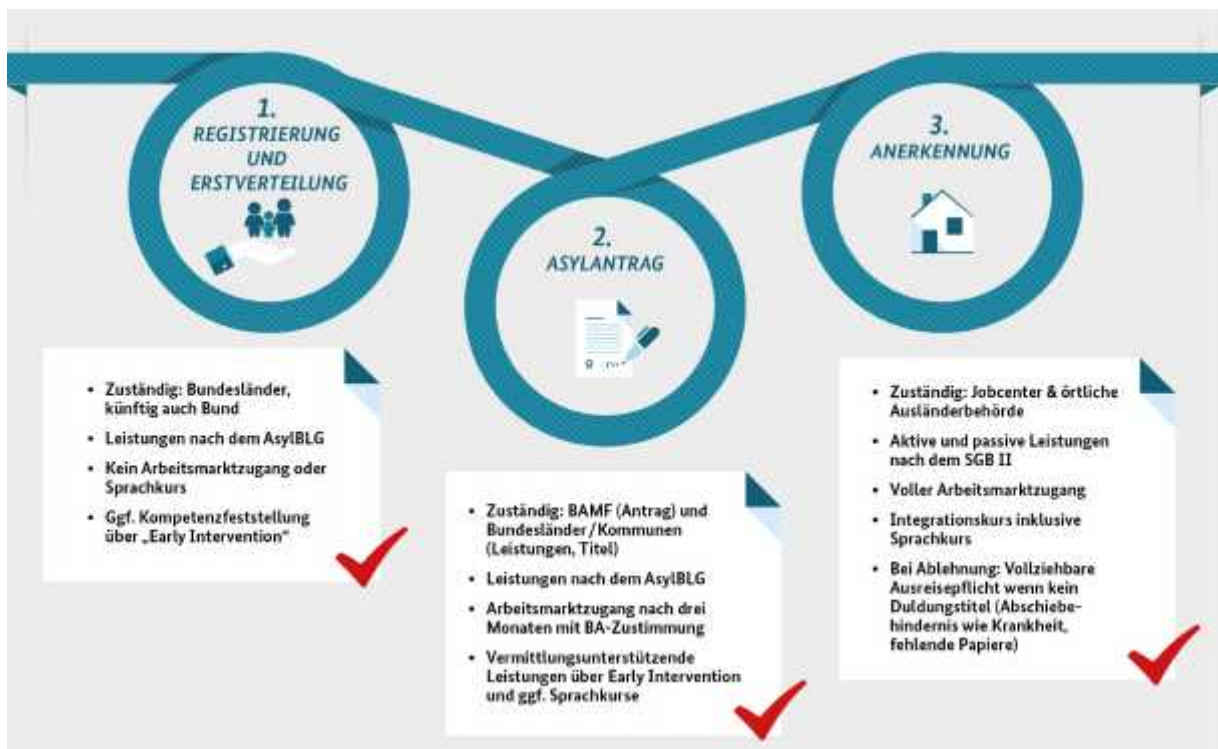 1.
REGISTRIERUNG
UND
ERSTVERTEILUNG
• Zuständig: Bundesländer,
künftig auch Bund
• Leistungen nach dem AsylBLG
• Kein Arbeitsmarktzugang oder
Sprachkurs
• Ggf. Kompetenzfeststellung
über „Early Intervention“
2.
ASYLANTRAG
• Zuständig: BAMF (Antrag) und
Bundesländer/Kommunen
(Leistungen, Titel)
• Leistungen nach dem AsylBLG
• Arbeitsmarktzugang nach drei
Monaten mit BA-Zustimmung
• Vermittlungsunterstützende
Leistungen über Early Intervention
und ggf. Sprachkurse
3.
ANERKENNUNG
• Zuständig: Jobcenter & örtliche
Ausländerbehörde
• Aktive und passive Leistungen
nach dem SGB II
• Voller Arbeitsmarktzugang
• Integrationskurs inklusive
Sprachkurs
• Bei Ablehnung: Vollziehbare
Ausreisepflicht wenn kein
Duldungstitel (Abschiebe-
hindernis wie Krankheit,
fehlende Papiere)